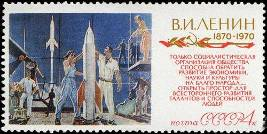 В.И.ЛЕНИН
1870-1970
ТОЛЬКО СОЦИАЛИСТИЧЕСКАЯ
ОРГАНИЗАЦИЯ ОБЩЕСТВА
СПОСОБНА ОБРАТИТЬ
РАЗВИТИЕ ЭКОНОМИКИ,
НАУКИ И КУЛЬТУРЫ
НА БЛАГО НАРОДА,
ОТКРЫТЬ ПРОСТОР ДЛЯ
ВСЕСТОРОННЕГО РАЗВИТИЯ
ТАЛАНТОВ И СПОСОБНОСТЕЙ
ЛЮДЕЙ
почта СССР 4к